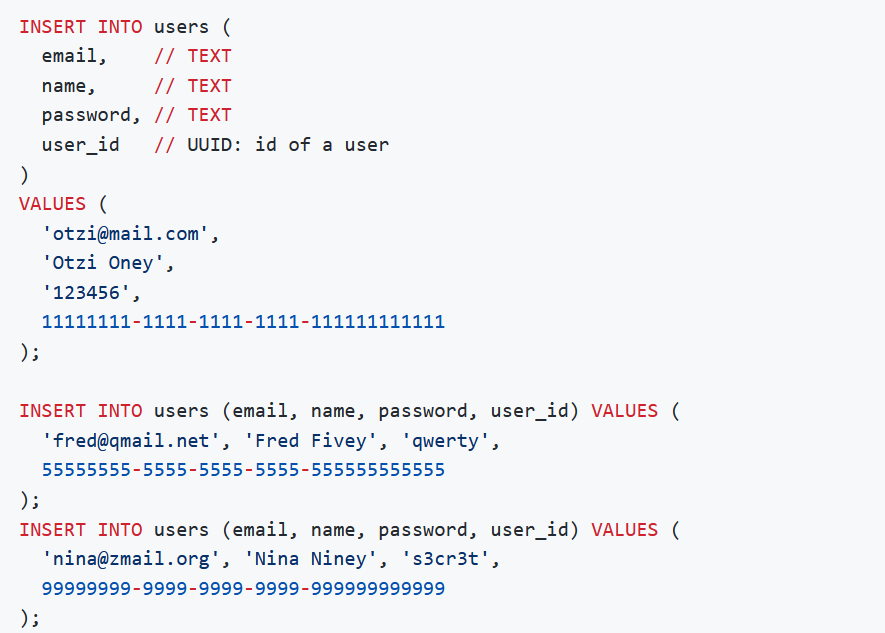 INSERT INTO users (
  email,    // TEXT
  name,     // TEXT
  password, // TEXT
  user_id   // UUID: id of a user
)
VALUES (
  'otzi@mail.com',
  'Otzi Oney',
  '123456',
  11111111-1111-1111-1111-111111111111
);

INSERT INTO users (email, name, password, user_id) VALUES (
  'fred@qmail.net', 'Fred Fivey', 'qwerty',
  55555555-5555-5555-5555-555555555555
);
INSERT INTO users (email, name, password, user_id) VALUES (
  'nina@zmail.org', 'Nina Niney', 's3cr3t',
  99999999-9999-9999-9999-999999999999
);